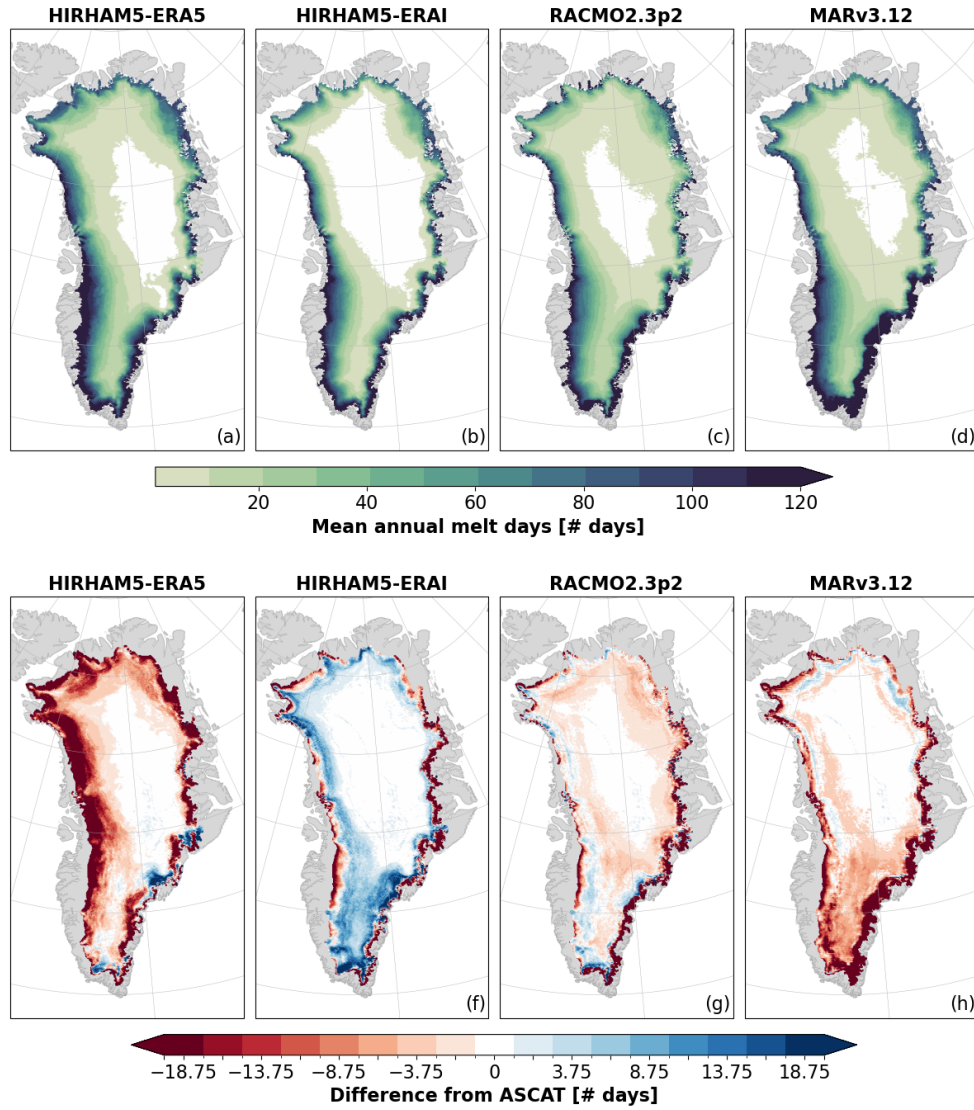 HIRHAM5-ERA5 HIRHAM5-ERAI RACMO2.3p2 MARv3.12
(a) (b) (c) (d)
20 40 60 80 100 120
Mean annual melt days [# days]
HIRHAM5-ERA5 HIRHAM5-ERAI RACMO2.3p2 MARv3.12
(f) (g) (h)
−18.75 −13.75 −8.75 −3.75 0 3.75 8.75 13.75 18.75
Difference from ASCAT [# days]